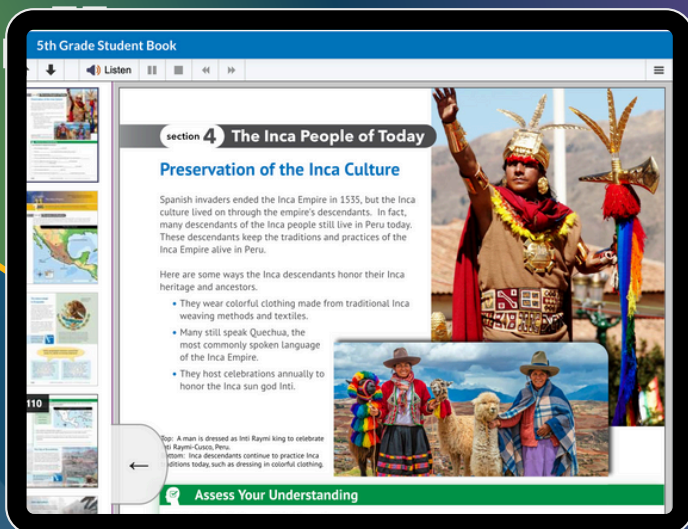 5th Grade Student Book
Listen
section 4 The Inca People of Today
Preservation of the Inca Culture
Spanish invaders ended the Inca Empire in 1535, but the Inca
culture lived on through the empire's descendants. In fact,
many descendants of the Inca people still live in Peru today.
These descendants keep the traditions and practices of the
Inca Empire alive in Peru.
Here are some ways the Inca descendants honor their Inca
heritage and ancestors.
• They wear colorful clothing made from traditional Inca
weaving methods and textiles.
• Many still speak Quechua, the
most commonly spoken language
of the Inca Empire.
• They host celebrations annually to
honor the Inca sun god Inti.
110
Top: A man is dressed as Inti Raymi king to celebrate
Inti Raymi-Cusco, Peru.
Bottom: Inca descendants continue to practice Inca
traditions today, such as dressing in colorful clothing.
Assess Your Understanding